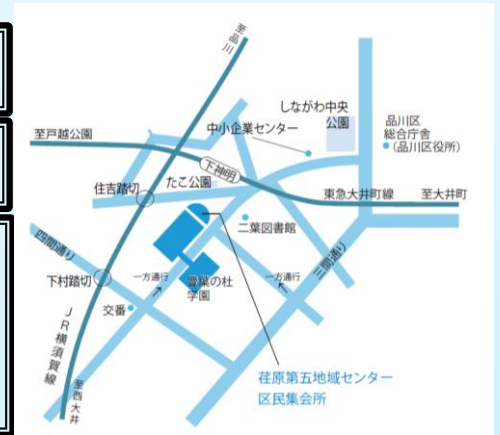 至品川
しながわ中央
公園
中小企業センター
品川区
総合庁舎
(品川区役所)
至戸越公園
下神明
住吉踏切
たこ公園
東急大井町線
至大井町
四間通り
二葉図書館
三間通り
下村踏切
一方通行
一方通行
豊葉の杜
学園
交番
JR横須賀線
至西大井
荏原第五地域センター
区民集会所